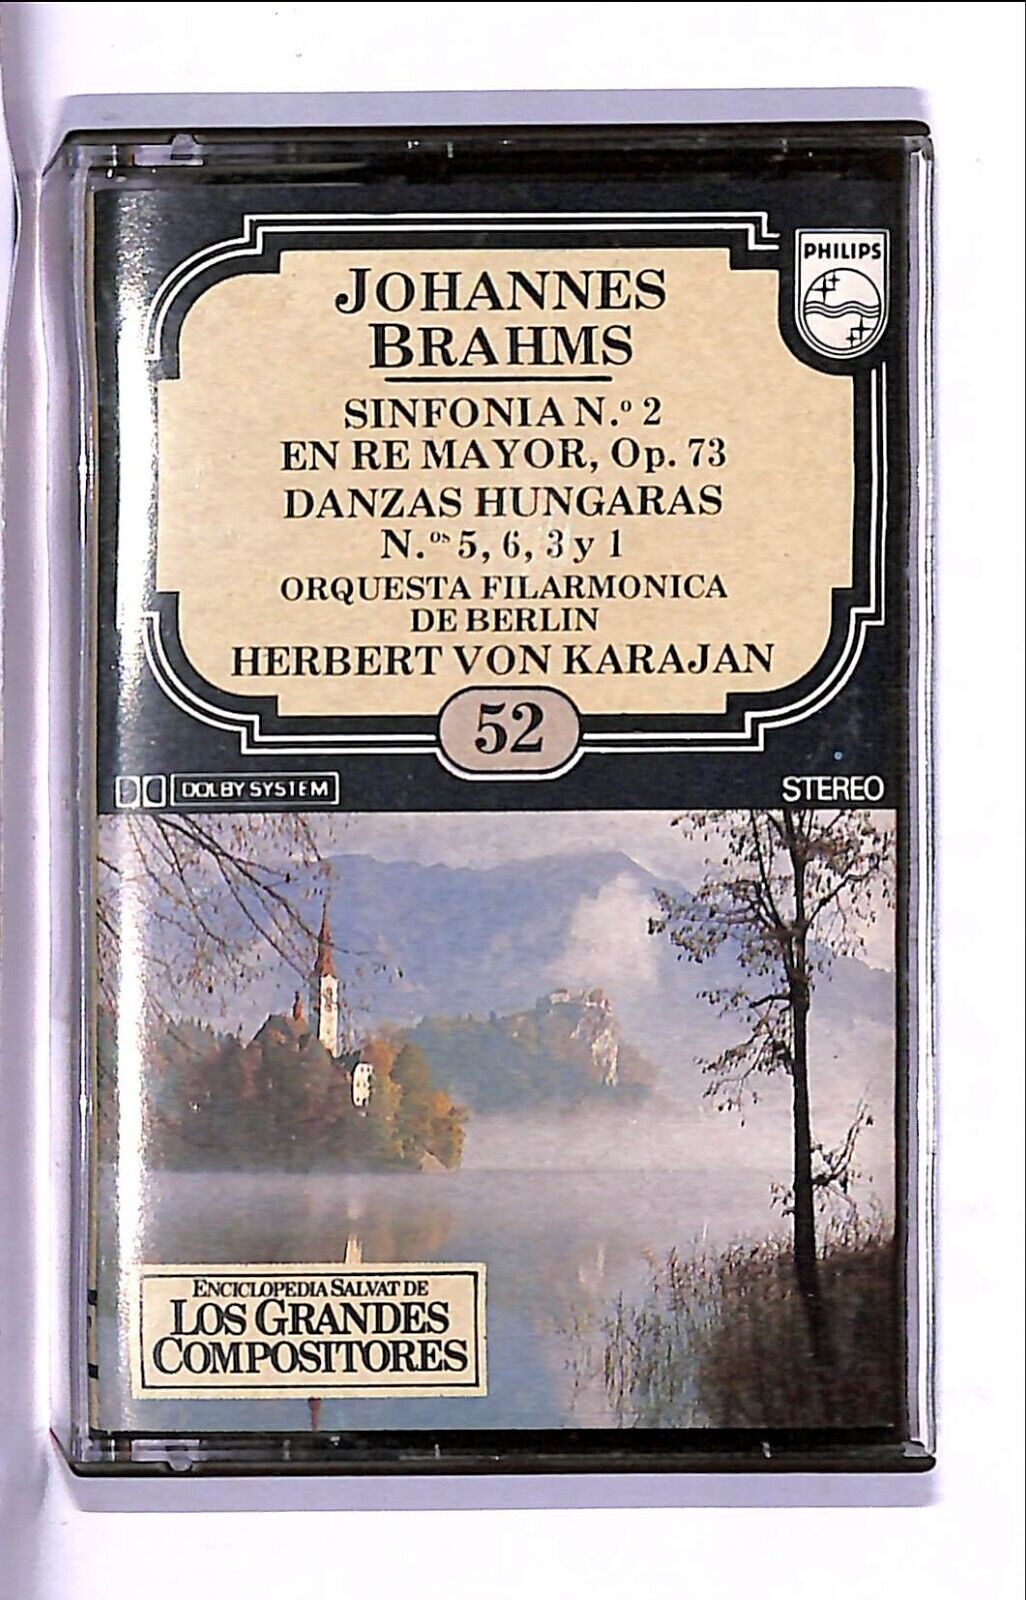 PHILIPS
JOHANNES
BRAHMS
SINFONIA N.º 2
EN RE MAYOR, Op. 73
DANZAS HUNGARAS
N.ºˢ 5, 6, 3 y 1
ORQUESTA FILARMONICA
DE BERLIN
HERBERT VON KARAJAN
52
DOLBY SYSTEM
STEREO
ENCICLOPEDIA SALVAT DE
LOS GRANDES
COMPOSITORES